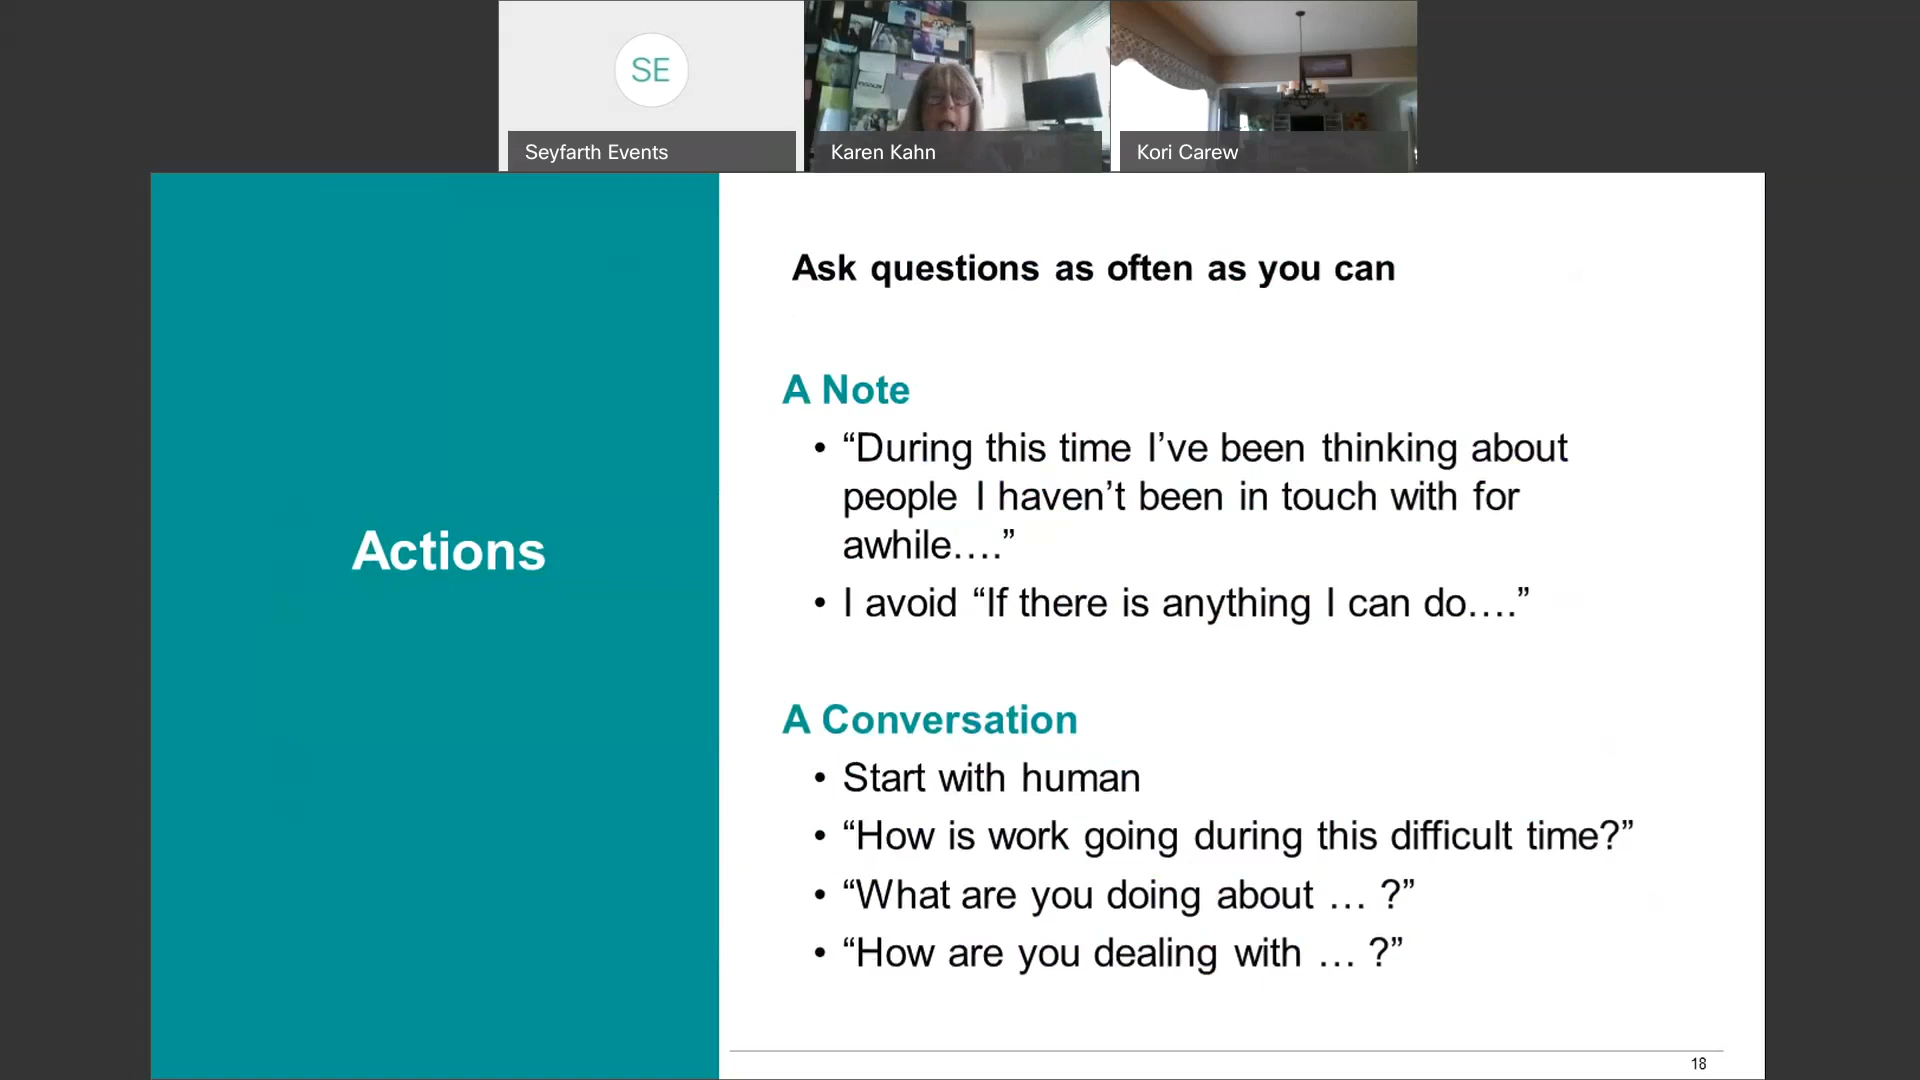 SE
Seyfarth Events
Karen Kahn
Kori Carew
Actions
Ask questions as often as you can
A Note
• “During this time I’ve been thinking about
people I haven’t been in touch with for
awhile….”
• I avoid “If there is anything I can do….”
A Conversation
• Start with human
• “How is work going during this difficult time?”
• “What are you doing about … ?”
• “How are you dealing with … ?”
18